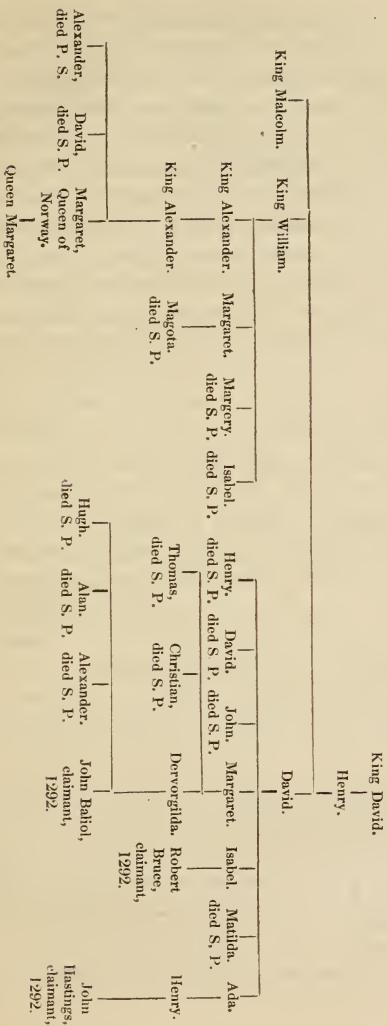 King David.
Henry.
King Malcolm. King William. David.
King Alexander. Margaret. Margery. Isabel. Henry. David. John. Margaret. Isabel. Matilda. Ada.
died S. P. died S. P. died S. P. died S. P. died S. P. died S. P.
King Alexander. Magota. Thomas, Christian, Dervorgilda. Robert Henry.
died S. P. died S. P. died S. P. Bruce,
claimant,
1292.
Alexander, David, Margaret, Hugh. Alan. Alexander. John Baliol, John
died P. S. died S. P. Queen of died S. P. died S. P. died S. P. claimant, Hastings,
Norway. 1292. claimant,
1292.
Queen Margaret.